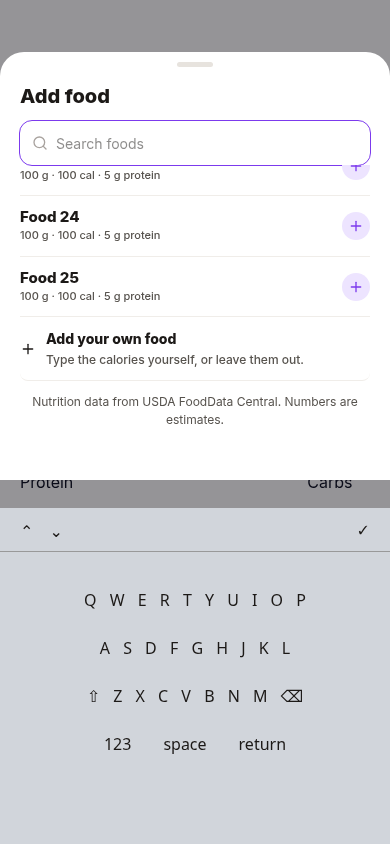 Add food
Search foods
100 g · 100 cal · 5 g protein
Food 24
100 g · 100 cal · 5 g protein
Food 25
100 g · 100 cal · 5 g protein
Add your own food
Type the calories yourself, or leave them out.
Nutrition data from USDA FoodData Central. Numbers are
estimates.
Protein Carbs
Q W E R T Y U I O P
A S D F G H J K L
⇧ Z X C V B N M ⌫
123 space return